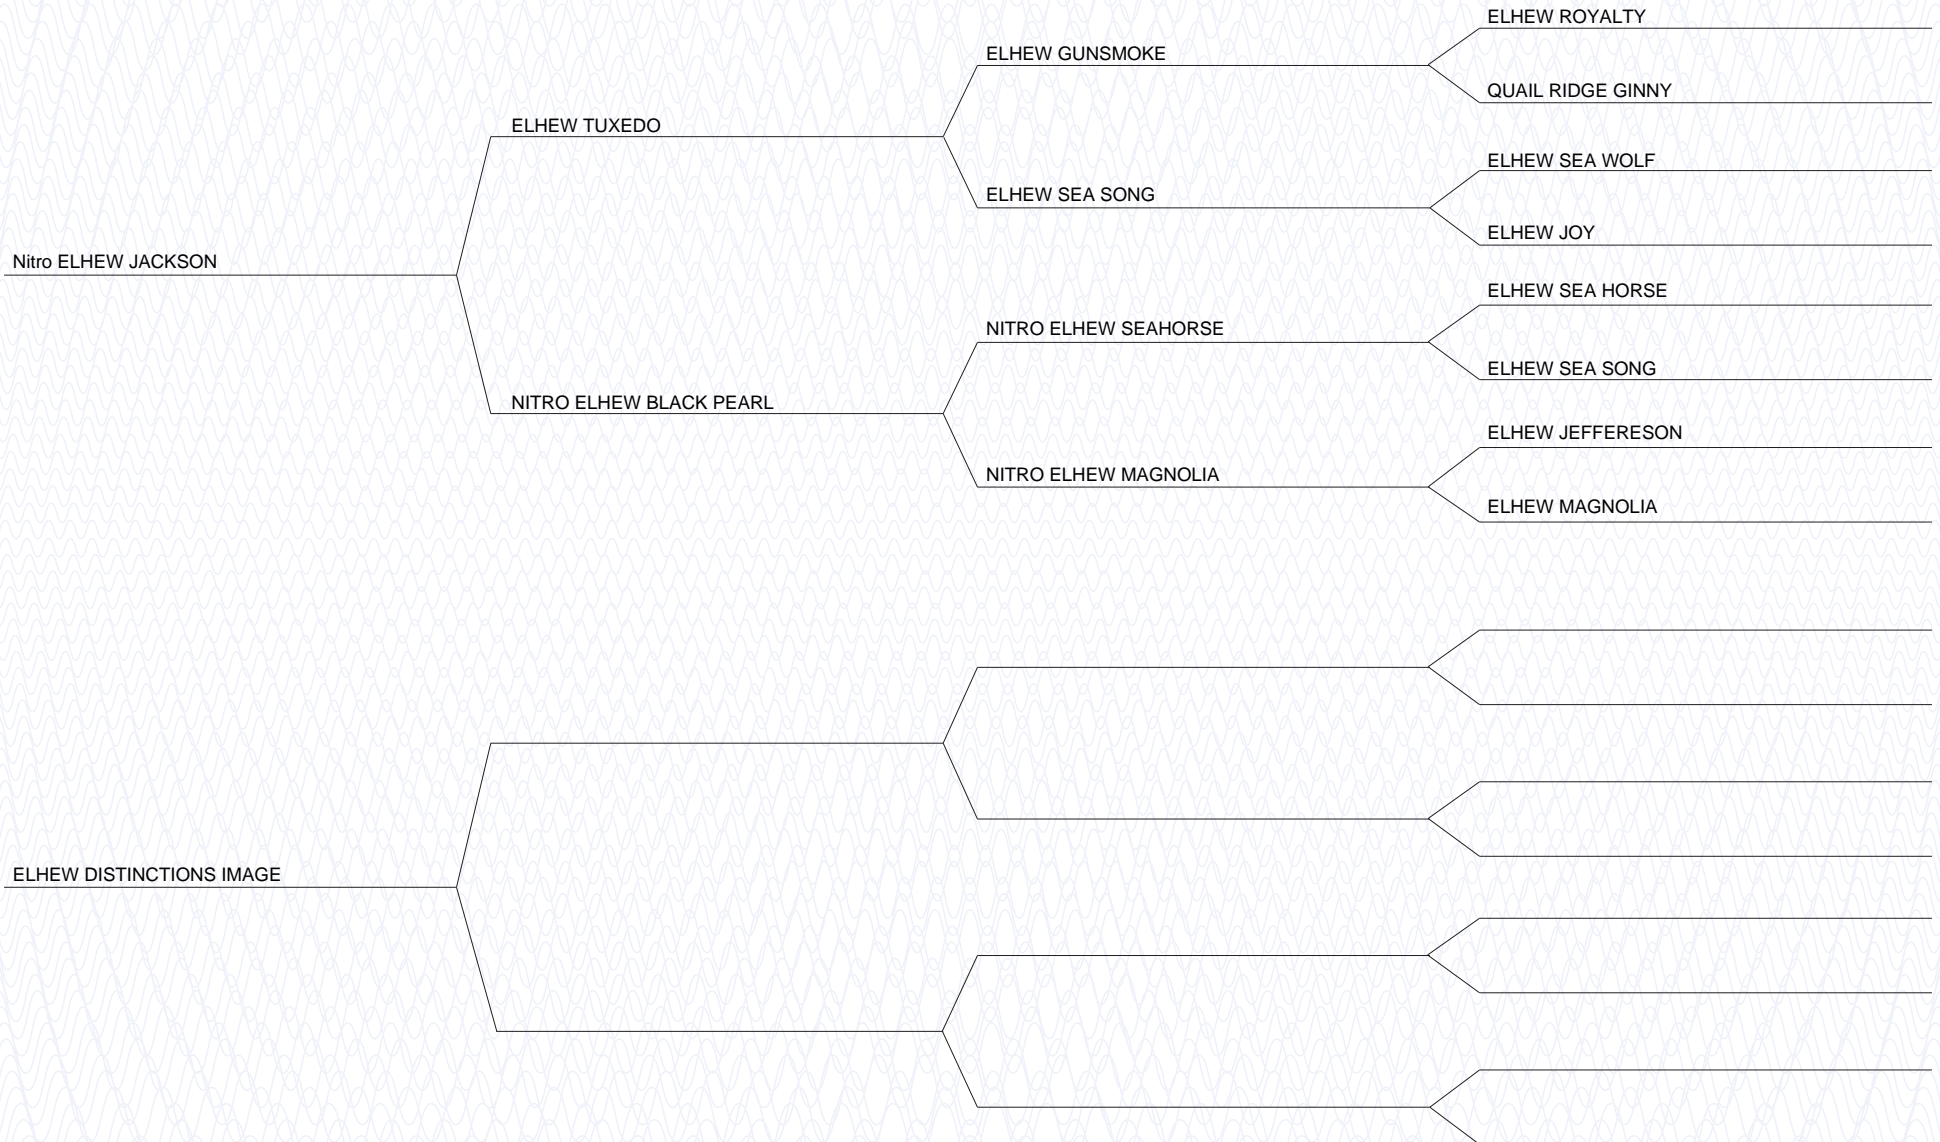 ELHEW ROYALTY
ELHEW GUNSMOKE
QUAIL RIDGE GINNY
ELHEW TUXEDO
ELHEW SEA WOLF
ELHEW SEA SONG
ELHEW JOY
Nitro ELHEW JACKSON
ELHEW SEA HORSE
NITRO ELHEW SEAHORSE
ELHEW SEA SONG
NITRO ELHEW BLACK PEARL
ELHEW JEFFERESON
NITRO ELHEW MAGNOLIA
ELHEW MAGNOLIA
ELHEW DISTINCTIONS IMAGE